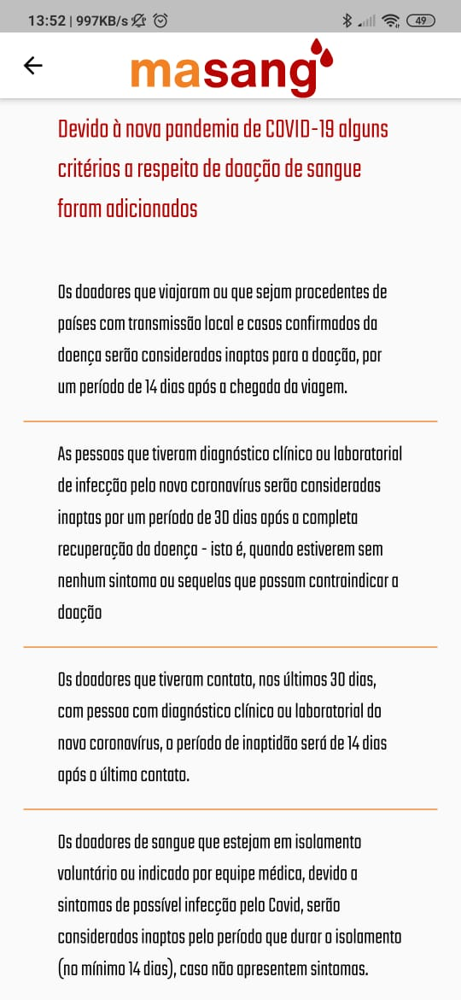 13:52 | 997KB/s
49
masang
Devido à nova pandemia de COVID-19 alguns
critérios a respeito de doação de sangue
foram adicionados
Os doadores que viajaram ou que sejam procedentes de
países com transmissão local e casos confirmados da
doença serão considerados inaptos para a doação, por
um período de 14 dias após a chegada da viagem.
As pessoas que tiveram diagnóstico clínico ou laboratorial
de infecção pelo novo coronavírus serão consideradas
inaptas por um período de 30 dias após a completa
recuperação da doença - isto é, quando estiverem sem
nenhum sintoma ou sequelas que possam contraindicar a
doação
Os doadores que tiveram contato, nos últimos 30 dias,
com pessoa com diagnóstico clínico ou laboratorial do
novo coronavírus, o período de inaptidão será de 14 dias
após o último contato.
Os doadores de sangue que estejam em isolamento
voluntário ou indicado por equipe médica, devido a
sintomas de possível infecção pelo Covid, serão
considerados inaptos pelo período que durar o isolamento
(no mínimo 14 dias), caso não apresentem sintomas.